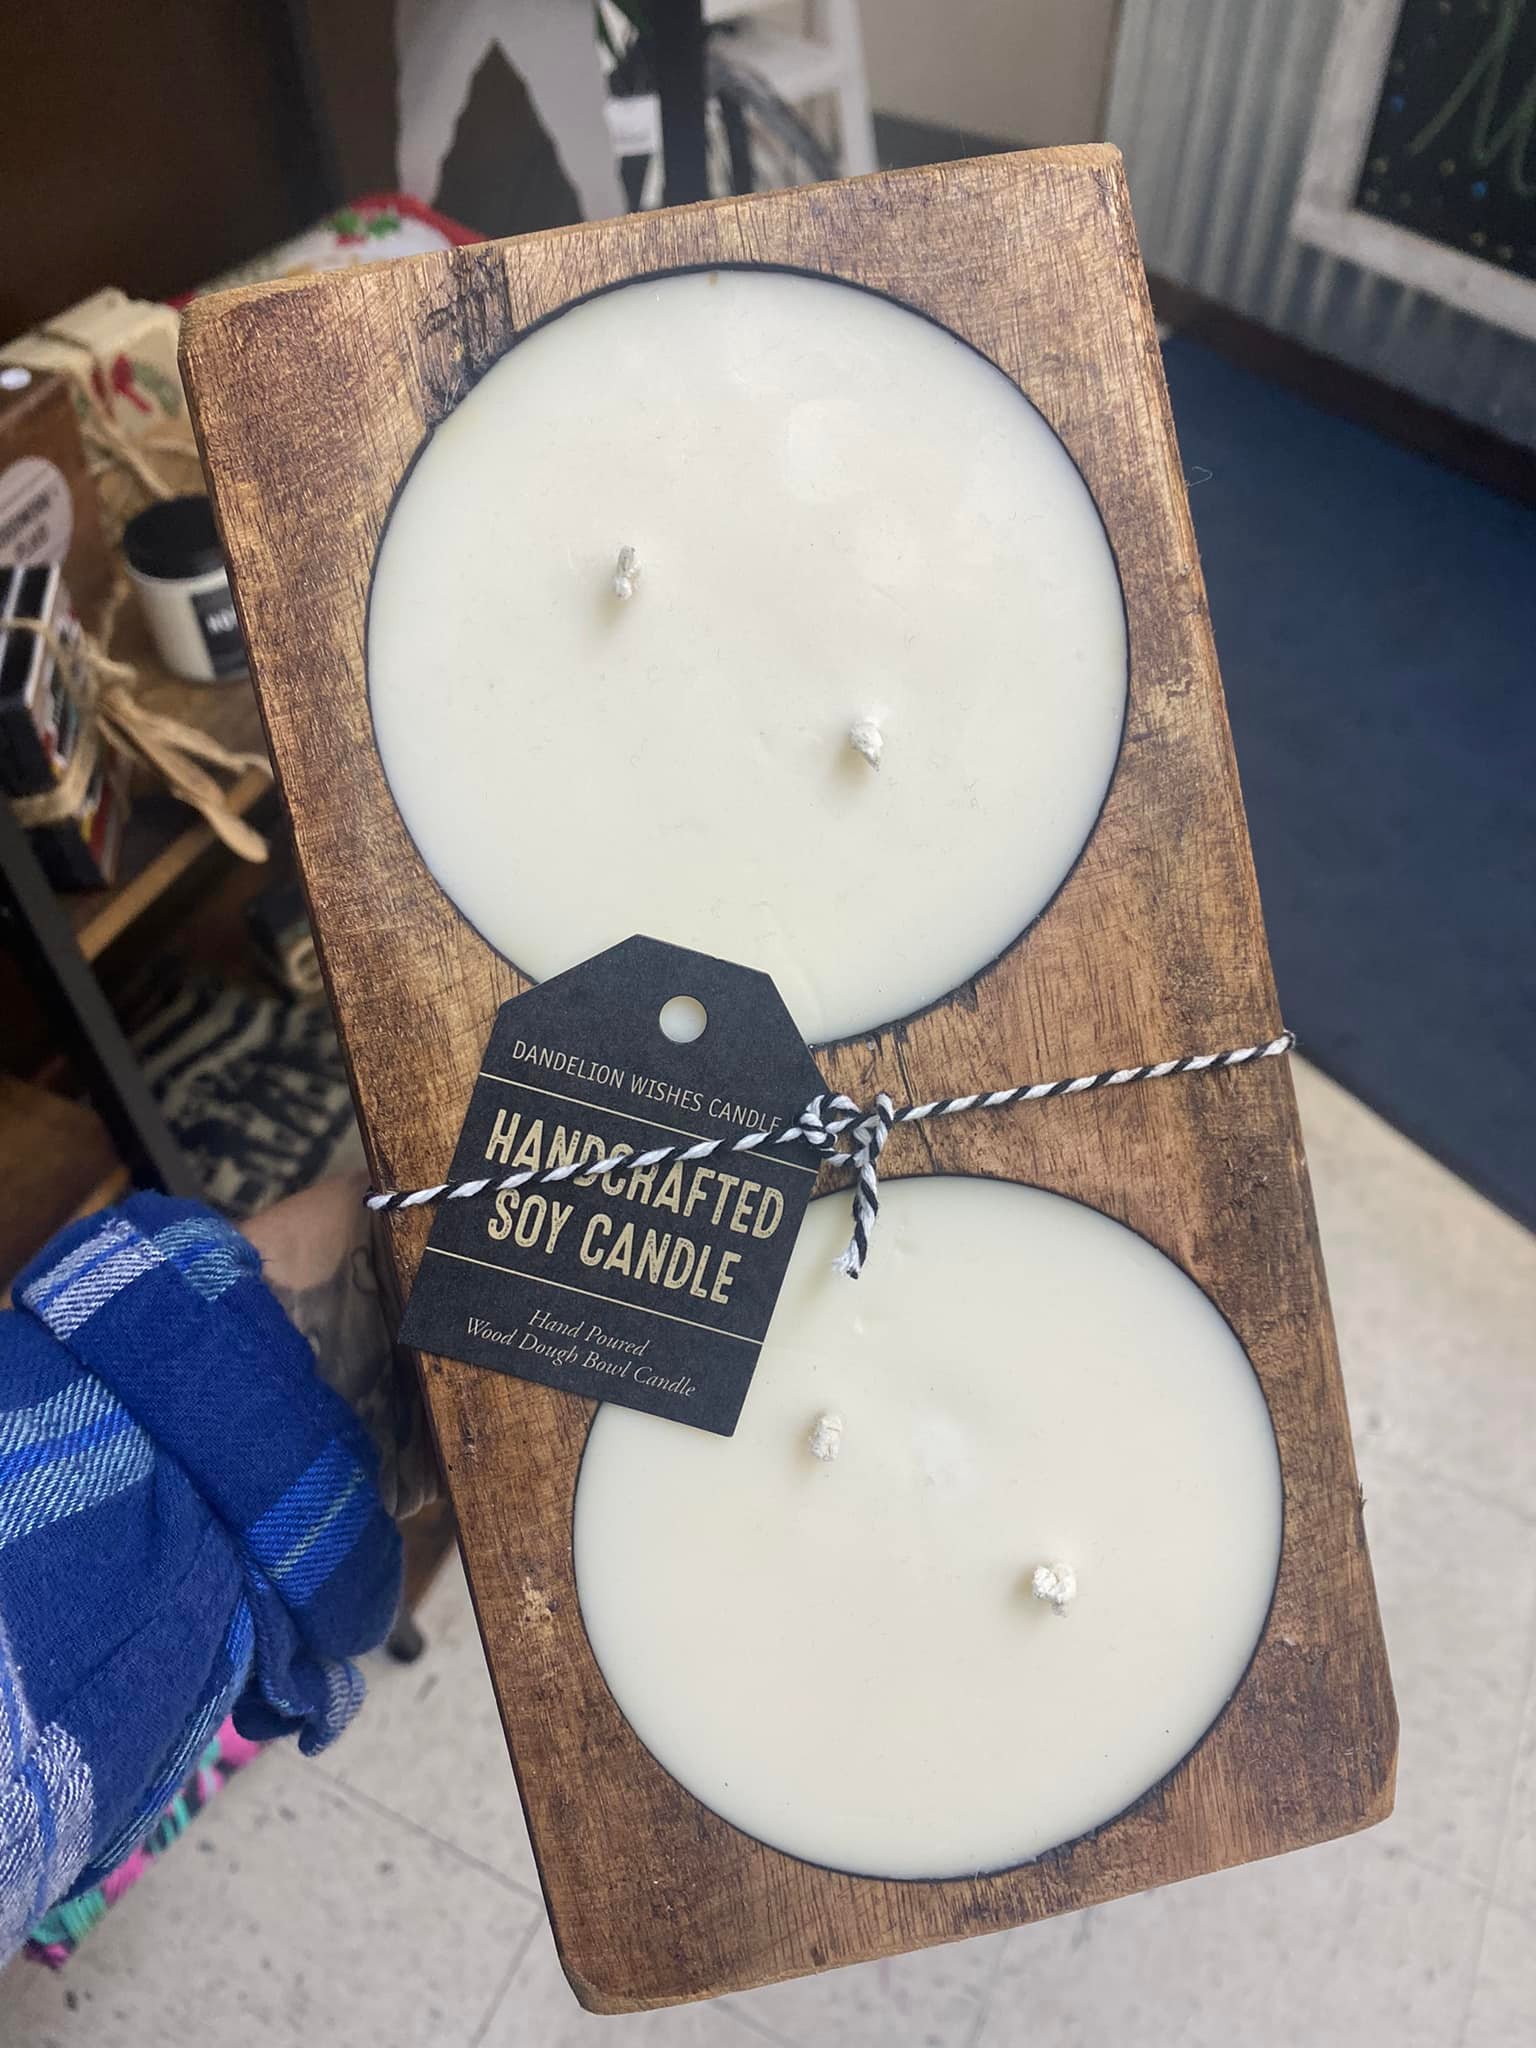 DANDELION WISHES CANDLE
HANDCRAFTED
SOY CANDLE
Hand Poured
Wood Dough Bowl Candle